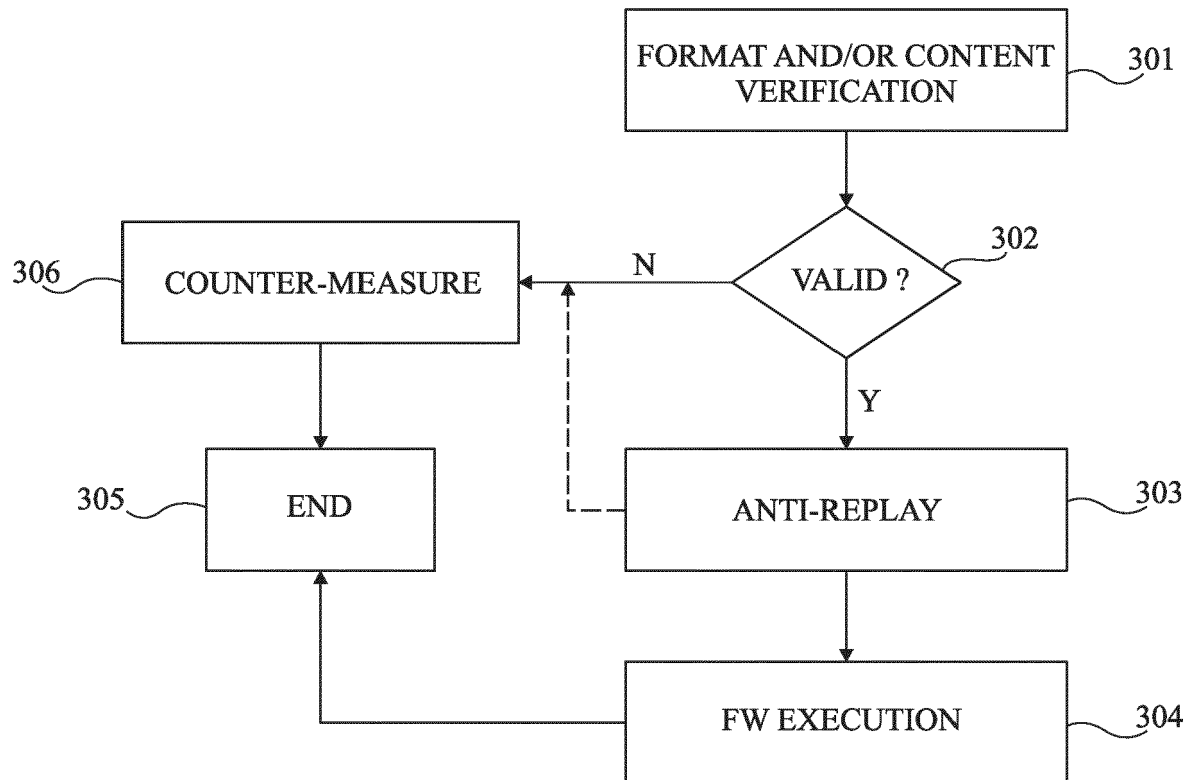 FORMAT AND/OR CONTENT
VERIFICATION
301
302
VALID ?
N
306
COUNTER-MEASURE
Y
305
END
ANTI-REPLAY
303
FW EXECUTION
304